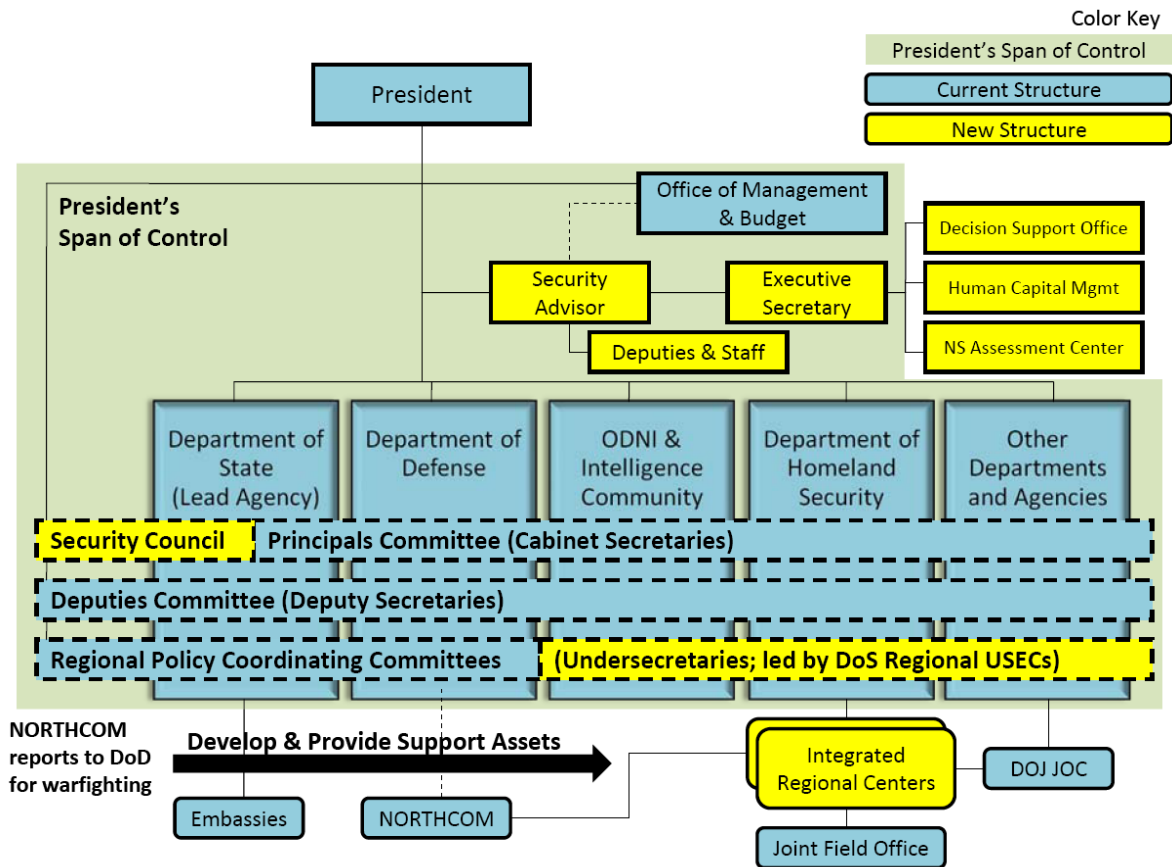 Color Key
President's Span of Control
Current Structure
New Structure
President
President's
Span of Control
Office of Management
& Budget
Security
Advisor
Executive
Secretary
Deputies & Staff
Decision Support Office
Human Capital Mgmt
NS Assessment Center
Department of
State
(Lead Agency)
Department of
Defense
ODNI &
Intelligence
Community
Department of
Homeland
Security
Other
Departments
and Agencies
Security Council
Principals Committee (Cabinet Secretaries)
Deputies Committee (Deputy Secretaries)
Regional Policy Coordinating Committees
(Undersecretaries; led by DoS Regional USECs)
NORTHCOM
reports to DoD
for warfighting
Develop & Provide Support Assets
Embassies
NORTHCOM
Integrated
Regional Centers
DOJ JOC
Joint Field Office